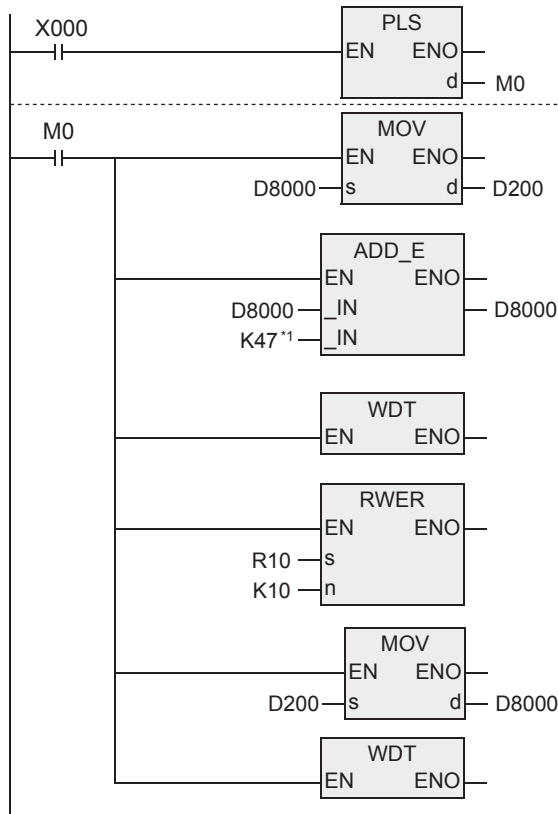 X000
PLS
EN ENO
d M0
M0
MOV
EN ENO
D8000 s d D200
ADD_E
EN ENO
D8000 _IN D8000
K47*1 _IN
WDT
EN ENO
RWER
EN ENO
R10 s
K10 n
MOV
EN ENO
D200 s d D8000
WDT
EN ENO